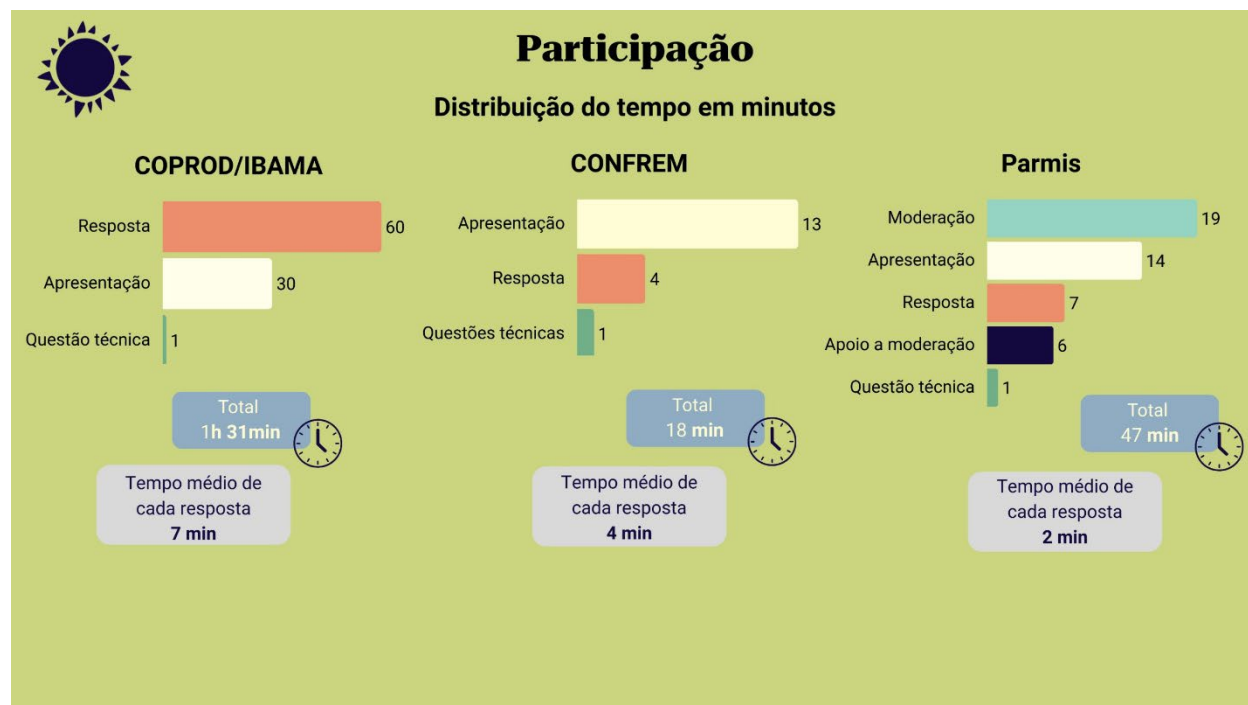 Participação
Distribuição do tempo em minutos
COPROD/IBAMA
Resposta 60
Apresentação 30
Questão técnica 1
Total
1h 31min
Tempo médio de
cada resposta
7 min
CONFREM
Apresentação 13
Resposta 4
Questões técnicas 1
Total
18 min
Tempo médio de
cada resposta
4 min
Parmis
Moderação 19
Apresentação 14
Resposta 7
Apoio a moderação 6
Questão técnica 1
Total
47 min
Tempo médio de
cada resposta
2 min